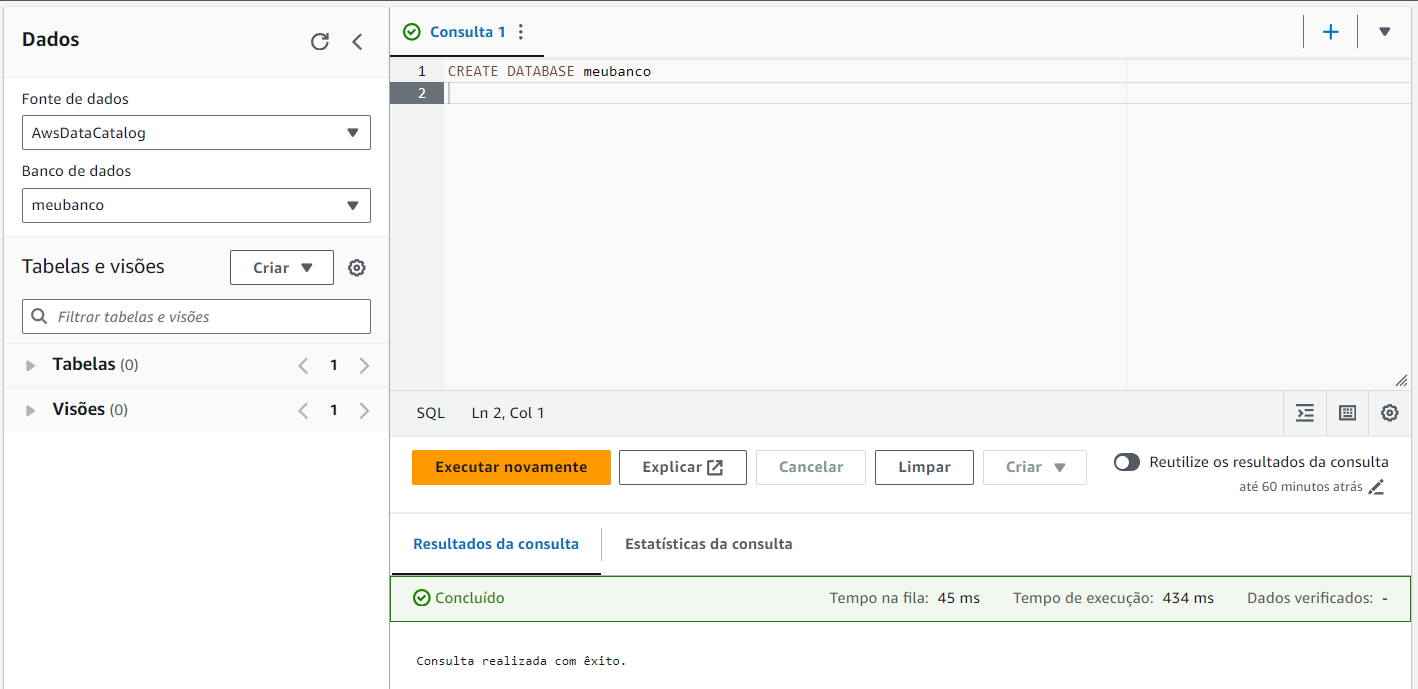 Dados
Fonte de dados
AwsDataCatalog
Banco de dados
meubanco
Tabelas e visões
Criar
Filtrar tabelas e visões
Tabelas (0)
1
Visões (0)
1
Consulta 1
1 CREATE DATABASE meubanco
2
SQL Ln 2, Col 1
Executar novamente
Explicar
Cancelar
Limpar
Criar
Reutilize os resultados da consulta
até 60 minutos atrás
Resultados da consulta
Estatísticas da consulta
Concluído
Tempo na fila: 45 ms
Tempo de execução: 434 ms
Dados verificados: -
Consulta realizada com êxito.